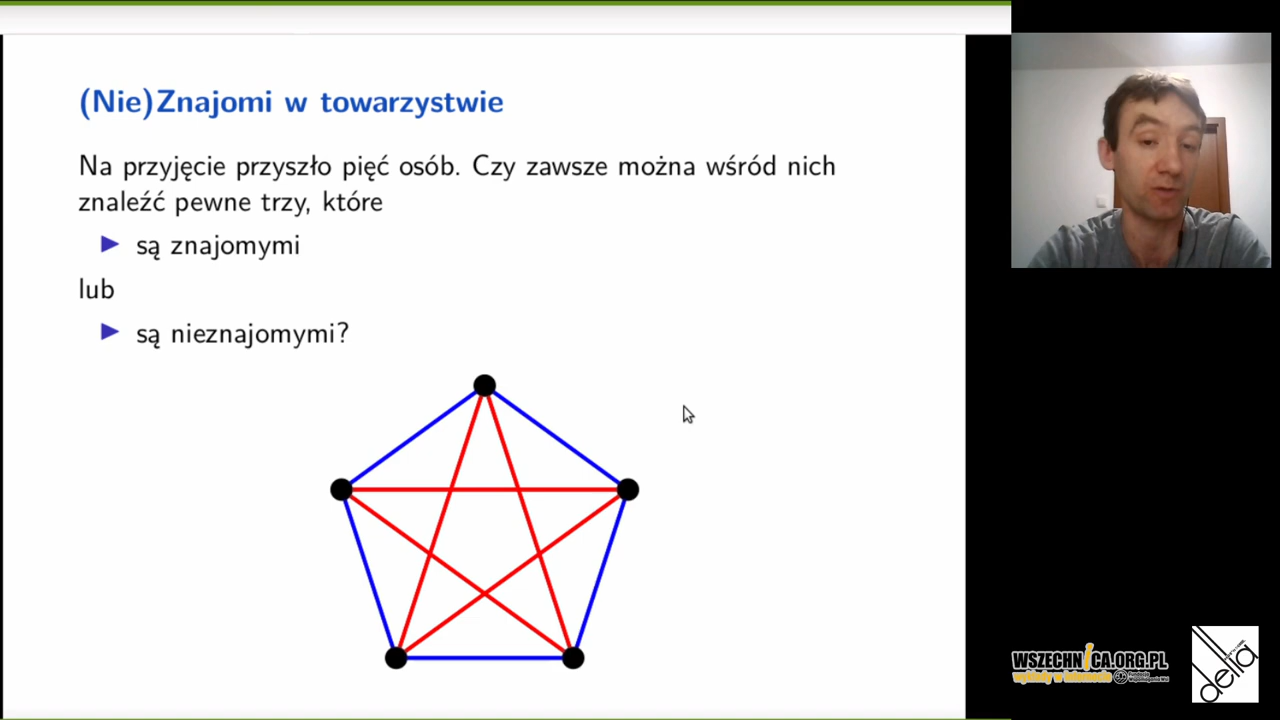 (Nie)Znajomi w towarzystwie
Na przyjęcie przyszło pięć osób. Czy zawsze można wśród nich
znaleźć pewne trzy, które
są znajomymi
lub
są nieznajomymi?
WSZECHNICA.ORG.PL
wykłady w internecie
delta